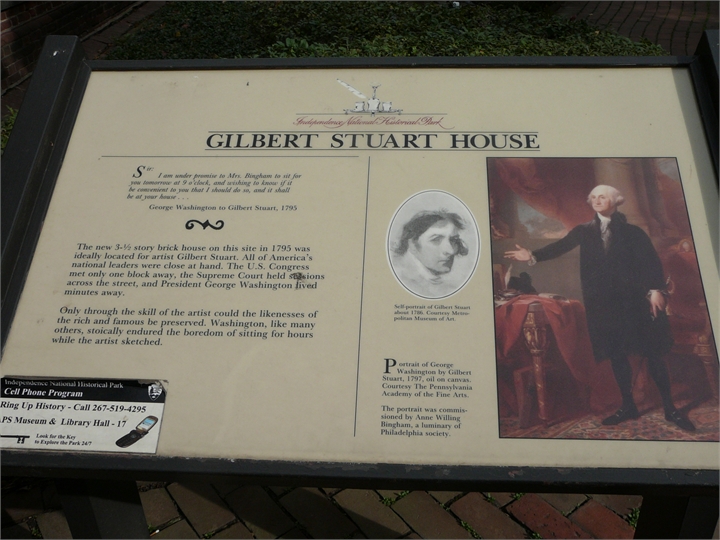 Independence National Historical Park
GILBERT STUART HOUSE
Sir:
I am under promise to Mrs. Bingham to sit for
you tomorrow at 9 o'clock, and wishing to know if it
be convenient to you that I should do so, and it shall
be at your house . . .
George Washington to Gilbert Stuart, 1795
The new 3-½ story brick house on this site in 1795 was
ideally located for artist Gilbert Stuart. All of America's
national leaders were close at hand. The U.S. Congress
met only one block away, the Supreme Court held sessions
across the street, and President George Washington lived
minutes away.
Only through the skill of the artist could the likenesses of
the rich and famous be preserved. Washington, like many
others, stoically endured the boredom of sitting for hours
while the artist sketched.
Self-portrait of Gilbert Stuart
about 1786. Courtesy Metro-
politan Museum of Art.
Portrait of George
Washington by Gilbert
Stuart, 1797, oil on canvas.
Courtesy The Pennsylvania
Academy of the Fine Arts.
The portrait was commis-
sioned by Anne Willing
Bingham, a luminary of
Philadelphia society.
Independence National Historical Park
Cell Phone Program
Ring Up History - Call 267-519-4295
APS Museum & Library Hall - 17
Look for the Key
to Explore the Park 24/7